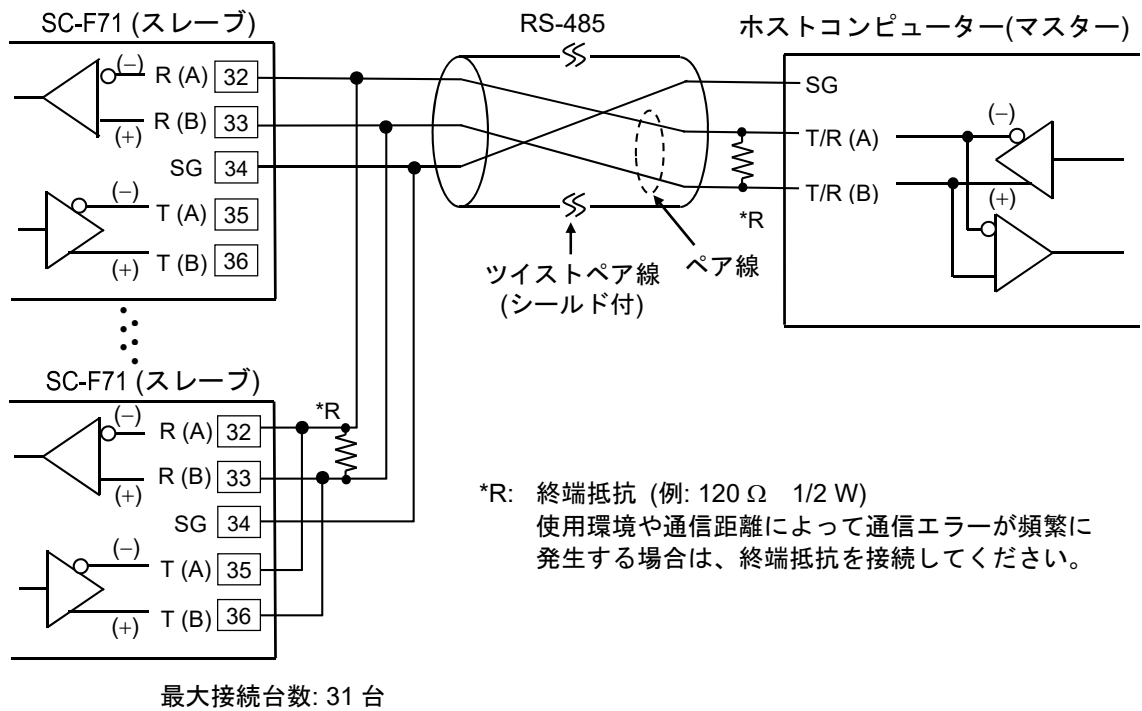 SC-F71 (スレーブ)
RS-485
ホストコンピューター(マスター)
(−)
R (A) 32
R (B) 33
(+)
SG 34
(−)
T (A) 35
T (B) 36
(+)
SG
T/R (A)
(−)
T/R (B)
(+)
*R
ツイストペア線
(シールド付)
ペア線
SC-F71 (スレーブ)
(−)
R (A) 32
*R
R (B) 33
(+)
SG 34
(−)
T (A) 35
T (B) 36
(+)
*R: 終端抵抗 (例: 120 Ω 1/2 W)
使用環境や通信距離によって通信エラーが頻繁に
発生する場合は、終端抵抗を接続してください。
最大接続台数: 31 台